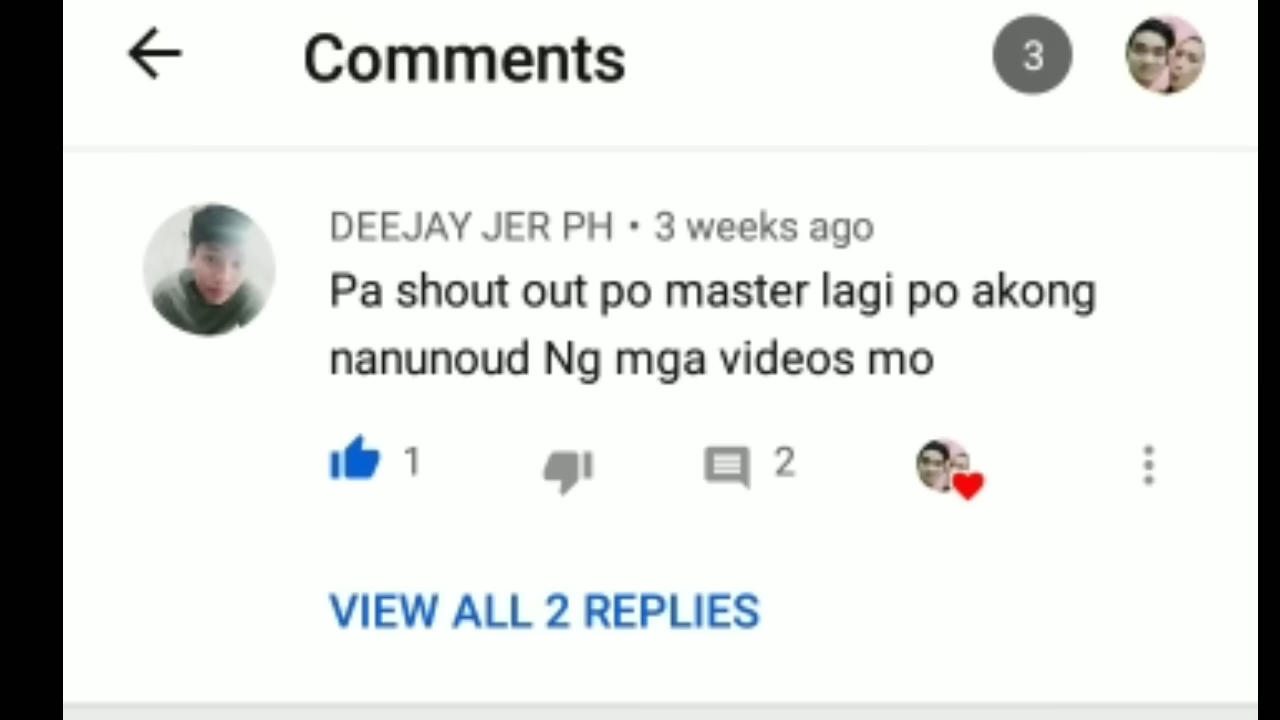 Comments
3
DEEJAY JER PH • 3 weeks ago
Pa shout out po master lagi po akong
nanunoud Ng mga videos mo
1
2
VIEW ALL 2 REPLIES